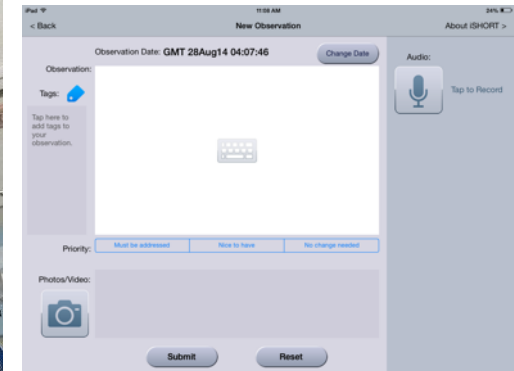 iPad 11:08 AM 24%
< Back New Observation About iSHORT >
Observation Date: GMT 28Aug14 04:07:46 Change Date
Audio:
Observation:
Tags:
Tap to Record
Tap here to
add tags to
your
observation.
Priority: Must be addressed Nice to have No change needed
Photos/Video:
Submit Reset